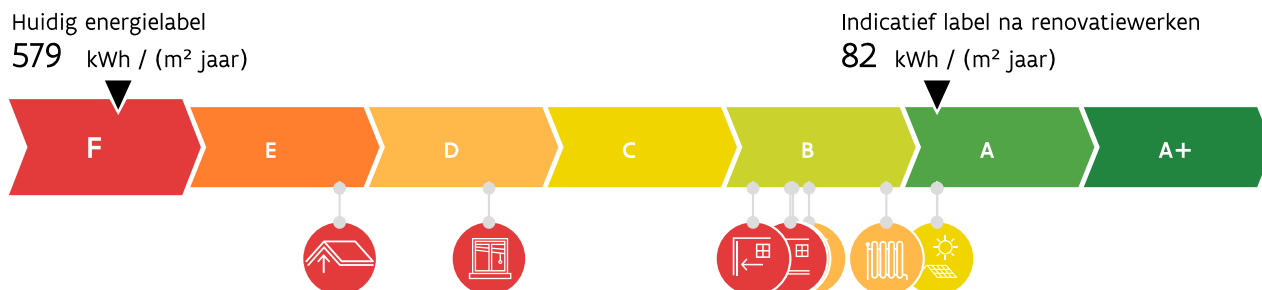 Huidig energielabel
579 kWh / (m² jaar)
Indicatief label na renovatiewerken
82 kWh / (m² jaar)
F E D C B A A+